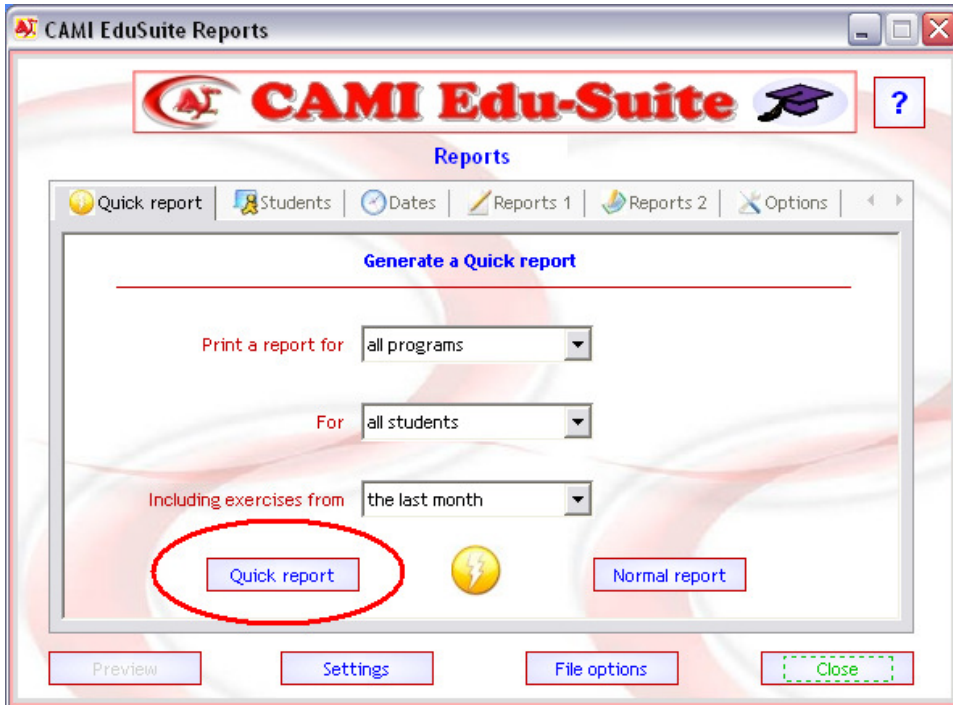 CAMI EduSuite Reports
CAMI Edu-Suite
?
Reports
Quick report Students Dates Reports 1 Reports 2 Options
Generate a Quick report
Print a report for all programs
For all students
Including exercises from the last month
Quick report Normal report
Preview Settings File options Close